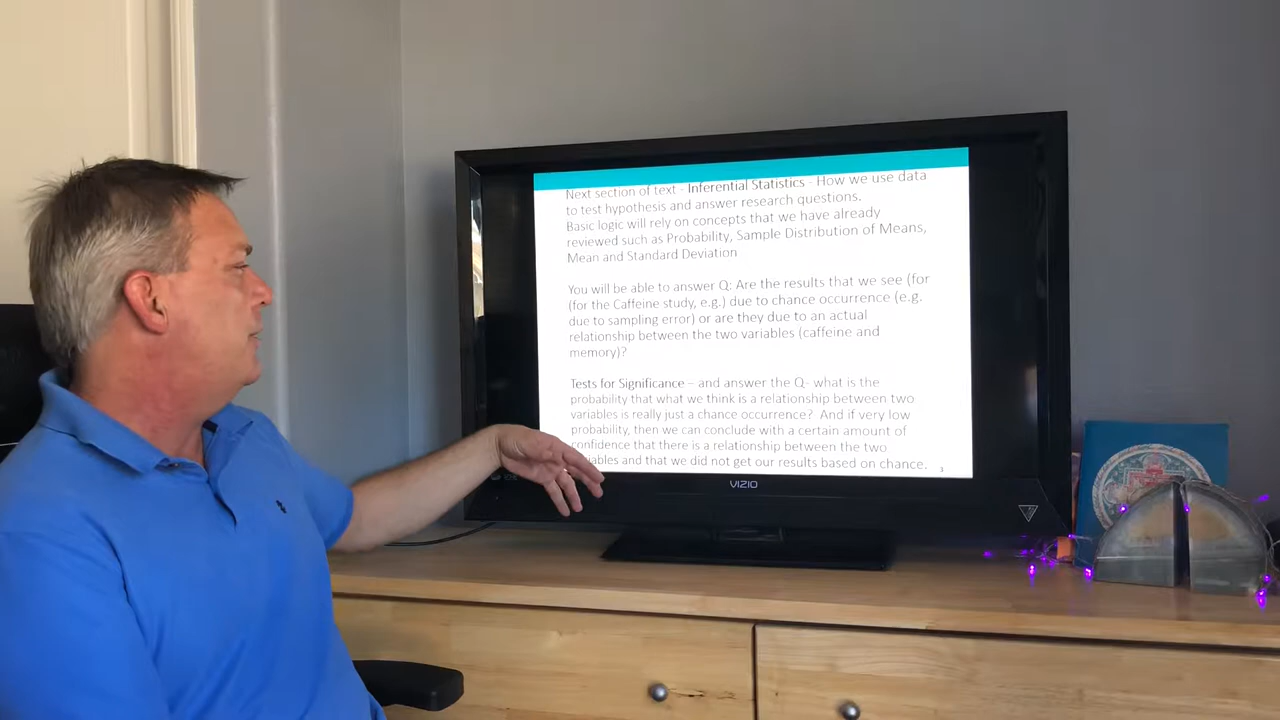 Next section of text - Inferential Statistics - How we use data
to test hypothesis and answer research questions.
Basic logic will rely on concepts that we have already
reviewed such as Probability, Sample Distribution of Means,
Mean and Standard Deviation
You will be able to answer Q: Are the results that we see (for
(for the Caffeine study, e.g.) due to chance occurrence (e.g.
due to sampling error) or are they due to an actual
relationship between the two variables (caffeine and
memory)?
Tests for Significance – and answer the Q- what is the
probability that what we think is a relationship between two
variables is really just a chance occurrence? And if very low
probability, then we can conclude with a certain amount of
confidence that there is a relationship between the two
iables and that we did not get our results based on chance.
3
VIZIO